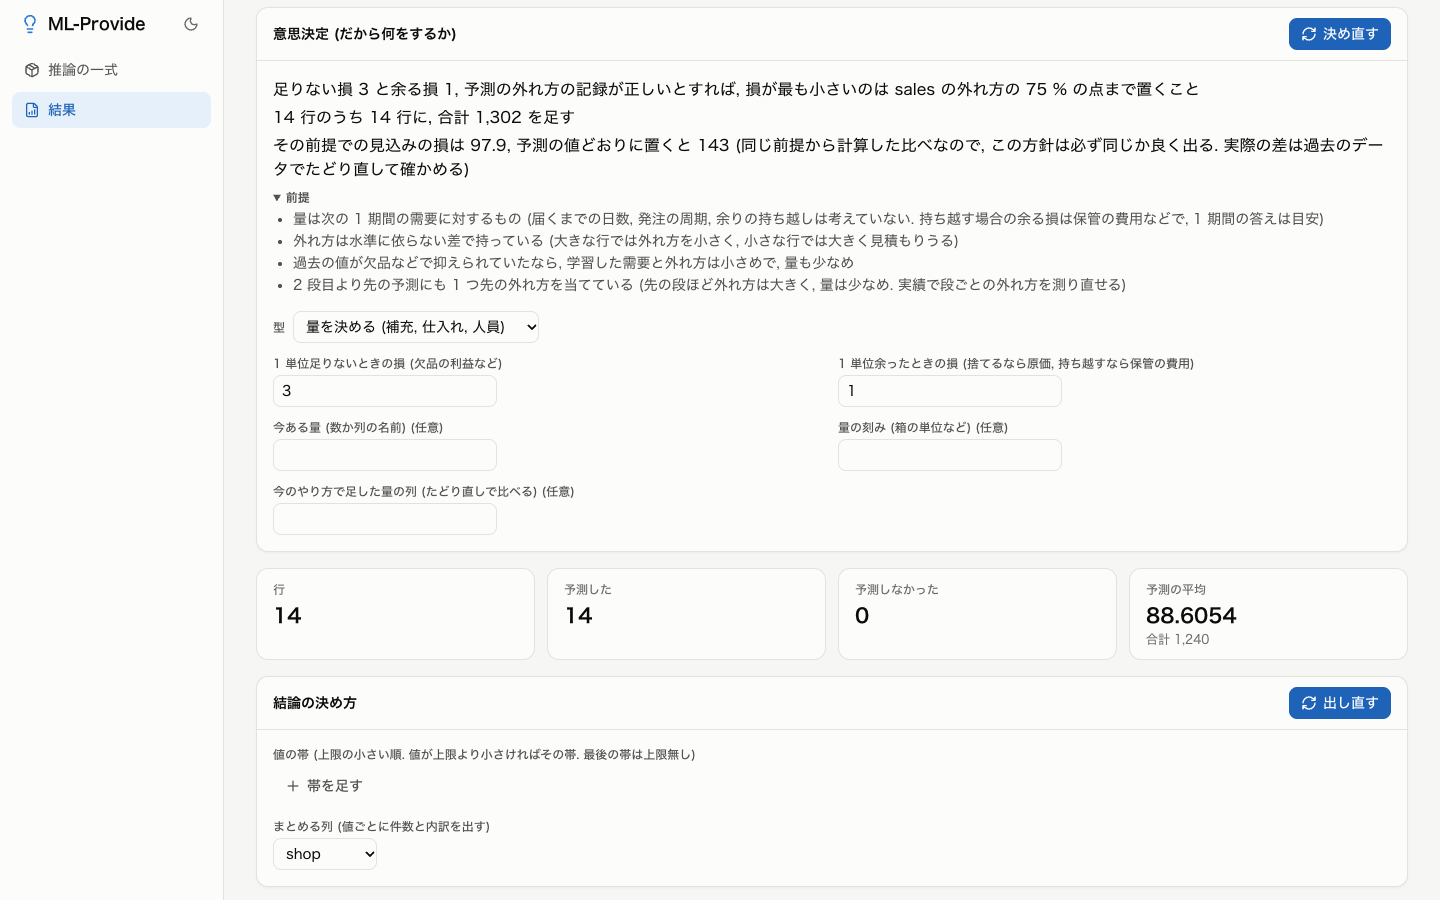 ML-Provide
推論の一式
結果
意思決定 (だから何をするか)
決め直す
足りない損 3 と余る損 1, 予測の外れ方の記録が正しいとすれば, 損が最も小さいのは sales の外れ方の 75 % の点まで置くこと
14 行のうち 14 行に, 合計 1,302 を足す
その前提での見込みの損は 97.9, 予測の値どおりに置くと 143 (同じ前提から計算した比べなので, この方針は必ず同じか良く出る. 実際の差は過去のデー
タでたどり直して確かめる)
▼ 前提
• 量は次の 1 期間の需要に対するもの (届くまでの日数, 発注の周期, 余りの持ち越しは考えていない. 持ち越す場合の余る損は保管の費用などで, 1 期間の答えは目安)
• 外れ方は水準に依らない差で持っている (大きな行では外れ方を小さく, 小さな行では大きく見積もりうる)
• 過去の値が欠品などで抑えられていたなら, 学習した需要と外れ方は小さめで, 量も少なめ
• 2 段目より先の予測にも 1 つ先の外れ方を当てている (先の段ほど外れ方は大きく, 量は少なめ. 実績で段ごとの外れ方を測り直せる)
型 量を決める (補充, 仕入れ, 人員)
1 単位足りないときの損 (欠品の利益など)
3
1 単位余ったときの損 (捨てるなら原価, 持ち越すなら保管の費用)
1
今ある量 (数か列の名前) (任意)
量の刻み (箱の単位など) (任意)
今のやり方で足した量の列 (たどり直しで比べる) (任意)
行
14
予測した
14
予測しなかった
0
予測の平均
88.6054
合計 1,240
結論の決め方
出し直す
値の帯 (上限の小さい順. 値が上限より小さければその帯. 最後の帯は上限無し)
帯を足す
まとめる列 (値ごとに件数と内訳を出す)
shop